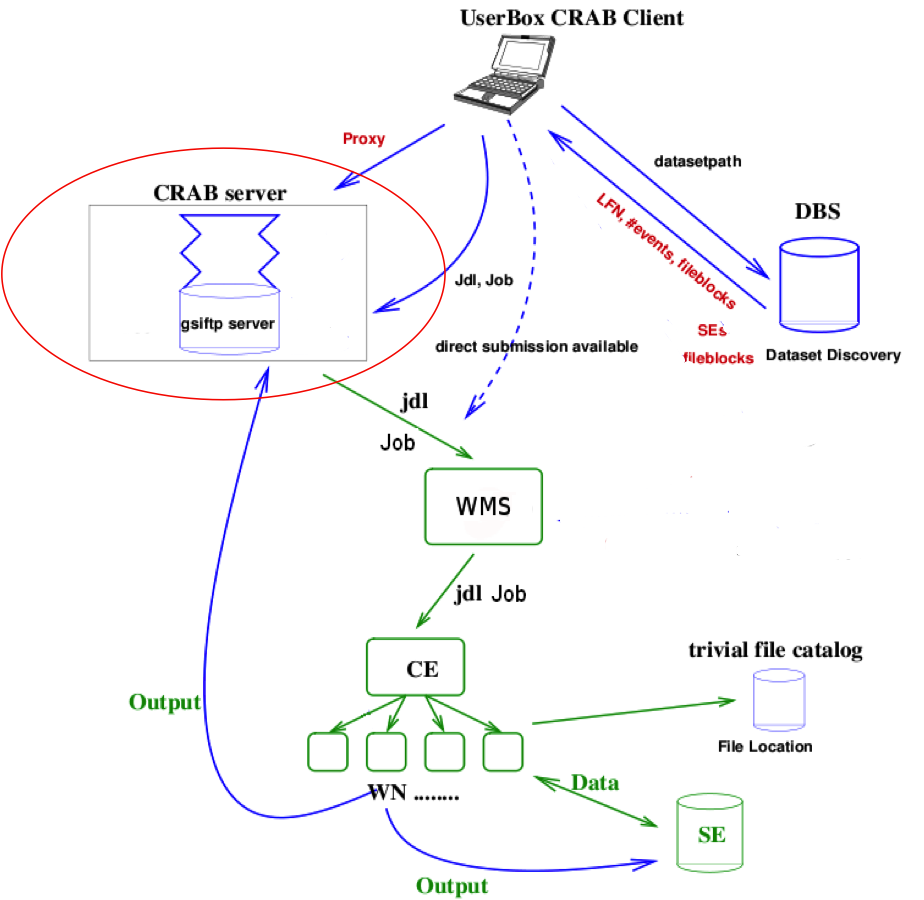 UserBox CRAB Client
Proxy
datasetpath
CRAB server
LFN, #events, fileblocks
DBS
Jdl, Job
gsiftp server
SEs
fileblocks
direct submission available
Dataset Discovery
jdl
Job
WMS
jdl Job
CE
trivial file catalog
Output
File Location
Data
WN ........
SE
Output